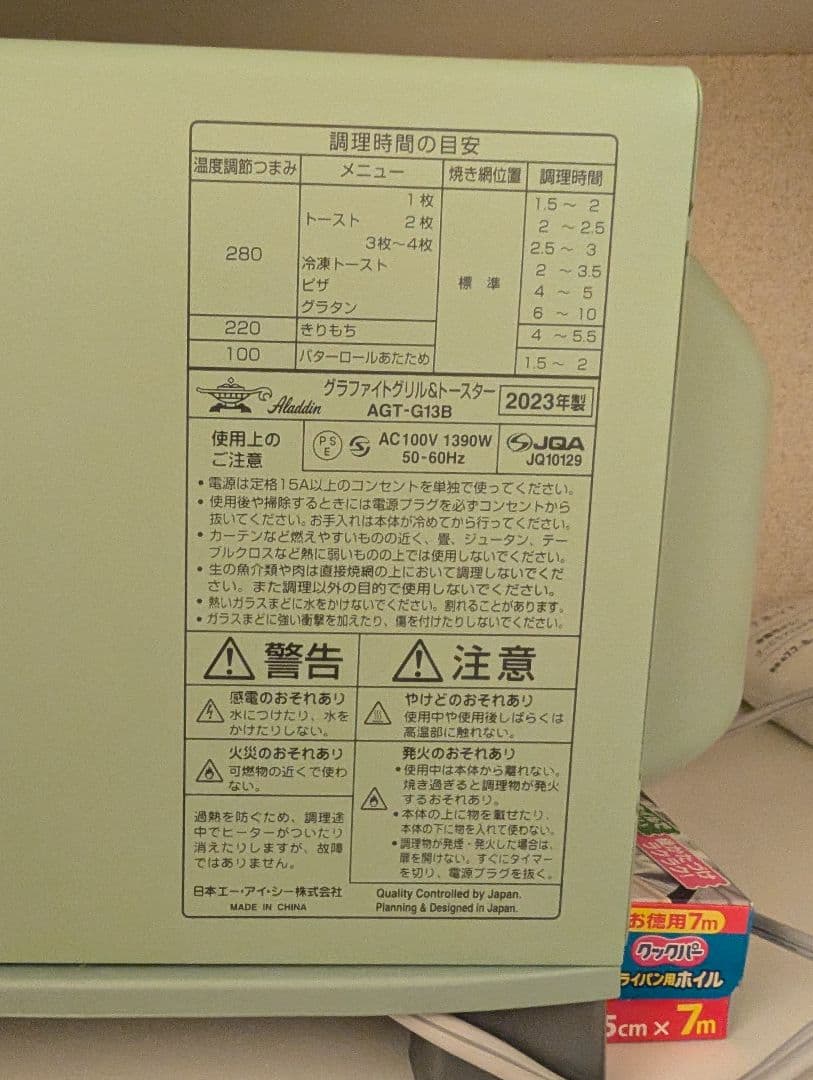 調理時間の目安
温度調節つまみ メニュー 焼き網位置 調理時間
280 トースト 1枚 標準 1.5～2
2枚 2～2.5
3枚～4枚 2.5～3
冷凍トースト 2～3.5
ピザ 4～5
グラタン 6～10
220 きりもち 4～5.5
100 バターロールあたため 1.5～2
Aladdin
グラファイトグリル&トースター
AGT-G13B
2023年製
使用上の
ご注意
PSE
AC100V 1390W
50-60Hz
JQA
JQ10129
•電源は定格15A以上のコンセントを単独で使ってください。
•使用後や掃除するときには電源プラグを必ずコンセントから
抜いてください。お手入れは本体が冷めてから行ってください。
•カーテンなど燃えやすいものの近く、畳、ジュータン、テー
ブルクロスなど熱に弱いものの上では使用しないでください。
•生の魚介類や肉は直接焼網の上において調理しないでくだ
さい。また調理以外の目的で使用しないでください。
•熱いガラスまどに水をかけないでください。割れることがあります。
•ガラスまどに強い衝撃を加えたり、傷を付けたりしないでください。
警告
感電のおそれあり
水につけたり、水を
かけたりしない。
火災のおそれあり
可燃物の近くで使わ
ない。
過熱を防ぐため、調理途
中でヒーターがついたり
消えたりしますが、故障
ではありません。
注意
やけどのおそれあり
使用中や使用後しばらくは
高温部に触れない。
発火のおそれあり
•使用中は本体から離れない。
焼き過ぎると調理物が発火
するおそれあり。
•本体の上に物を載せたり、
本体の下に物を入れて使わない。
•調理物が発煙・発火した場合は、
扉を開けない。すぐにタイマー
を切り、電源プラグを抜く。
日本エー・アイ・シー株式会社
MADE IN CHINA
Quality Controlled by Japan.
Planning & Designed in Japan.
お徳用7m
クックパー
ライパン用ホイル
5cm×7m